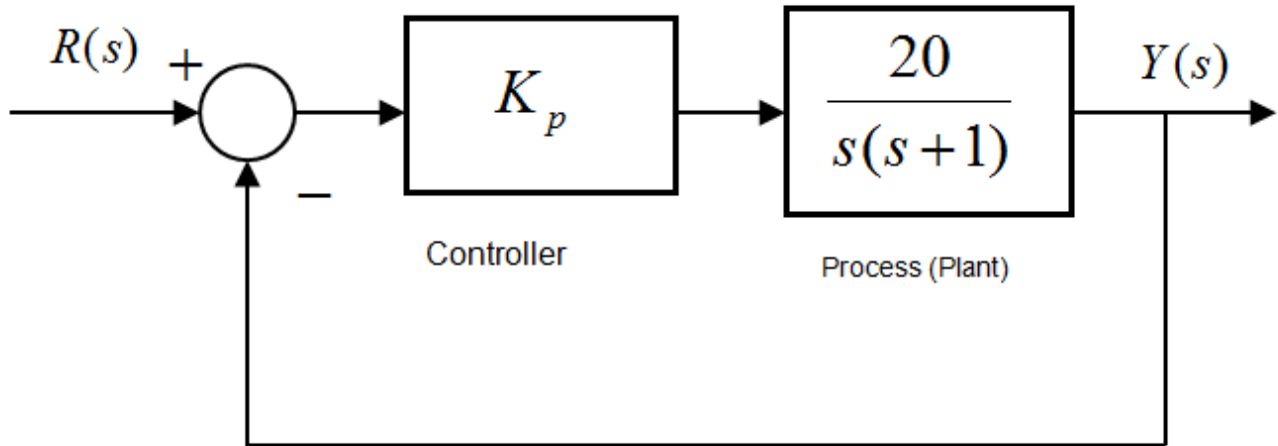 R(s)
+
−
K_p
Controller
20
s(s+1)
Process (Plant)
Y(s)